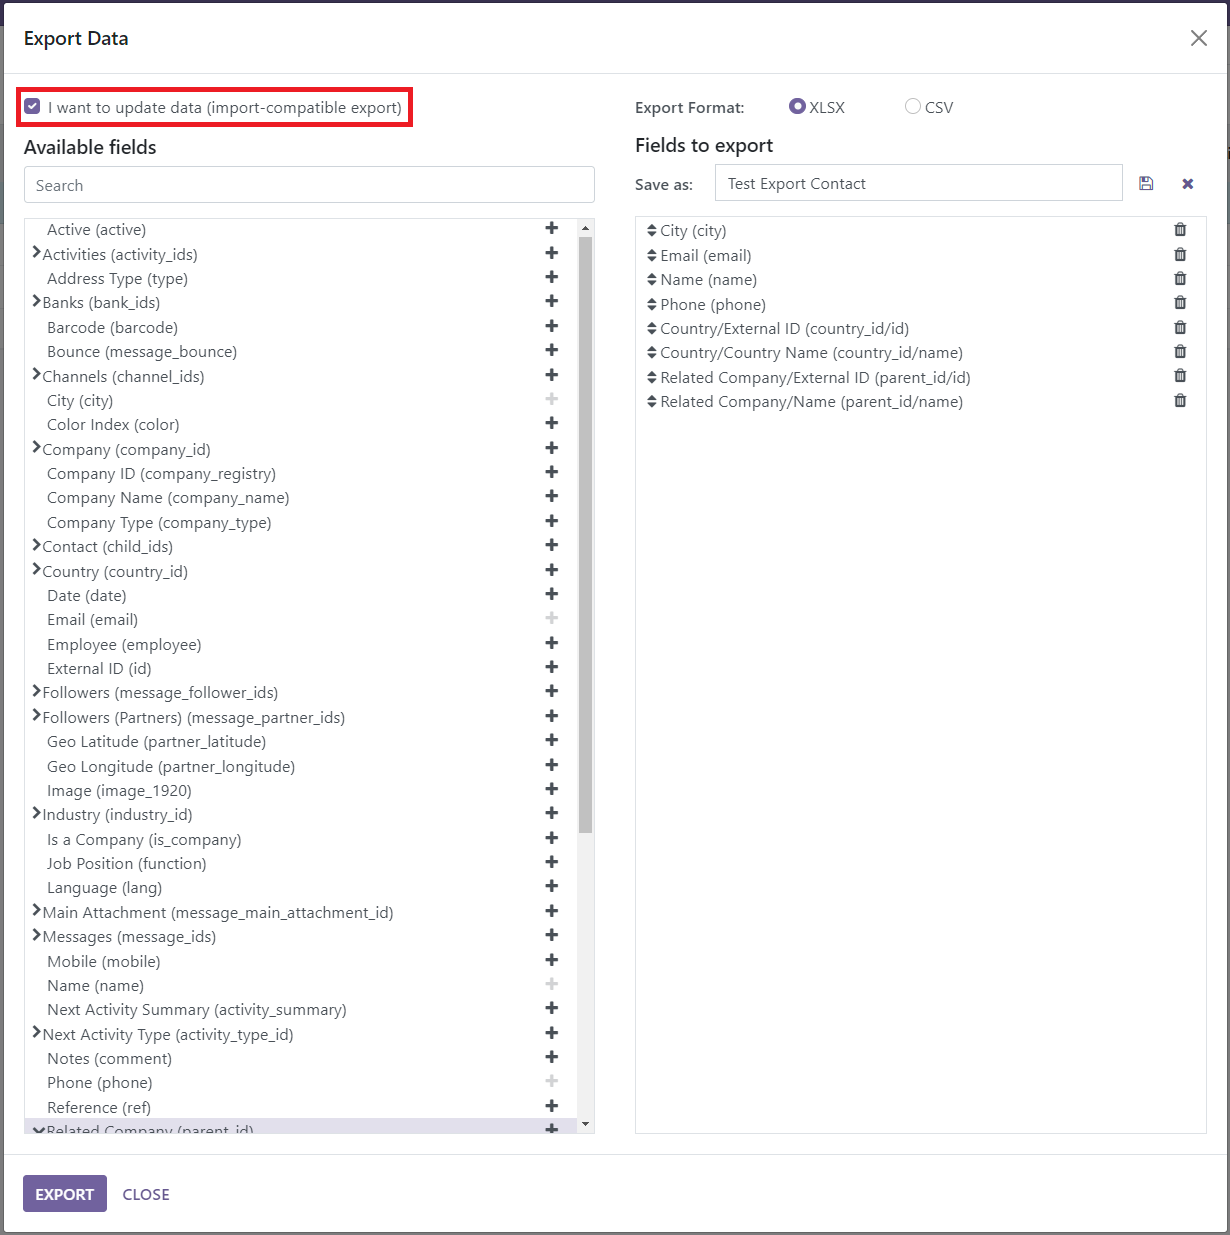 Export Data
I want to update data (import-compatible export)
Available fields
Search
Active (active)
Activities (activity_ids)
Address Type (type)
Banks (bank_ids)
Barcode (barcode)
Bounce (message_bounce)
Channels (channel_ids)
City (city)
Color Index (color)
Company (company_id)
Company ID (company_registry)
Company Name (company_name)
Company Type (company_type)
Contact (child_ids)
Country (country_id)
Date (date)
Email (email)
Employee (employee)
External ID (id)
Followers (message_follower_ids)
Followers (Partners) (message_partner_ids)
Geo Latitude (partner_latitude)
Geo Longitude (partner_longitude)
Image (image_1920)
Industry (industry_id)
Is a Company (is_company)
Job Position (function)
Language (lang)
Main Attachment (message_main_attachment_id)
Messages (message_ids)
Mobile (mobile)
Name (name)
Next Activity Summary (activity_summary)
Next Activity Type (activity_type_id)
Notes (comment)
Phone (phone)
Reference (ref)
Related Company (parent_id)
Export Format: XLSX CSV
Fields to export
Save as: Test Export Contact
City (city)
Email (email)
Name (name)
Phone (phone)
Country/External ID (country_id/id)
Country/Country Name (country_id/name)
Related Company/External ID (parent_id/id)
Related Company/Name (parent_id/name)
EXPORT CLOSE